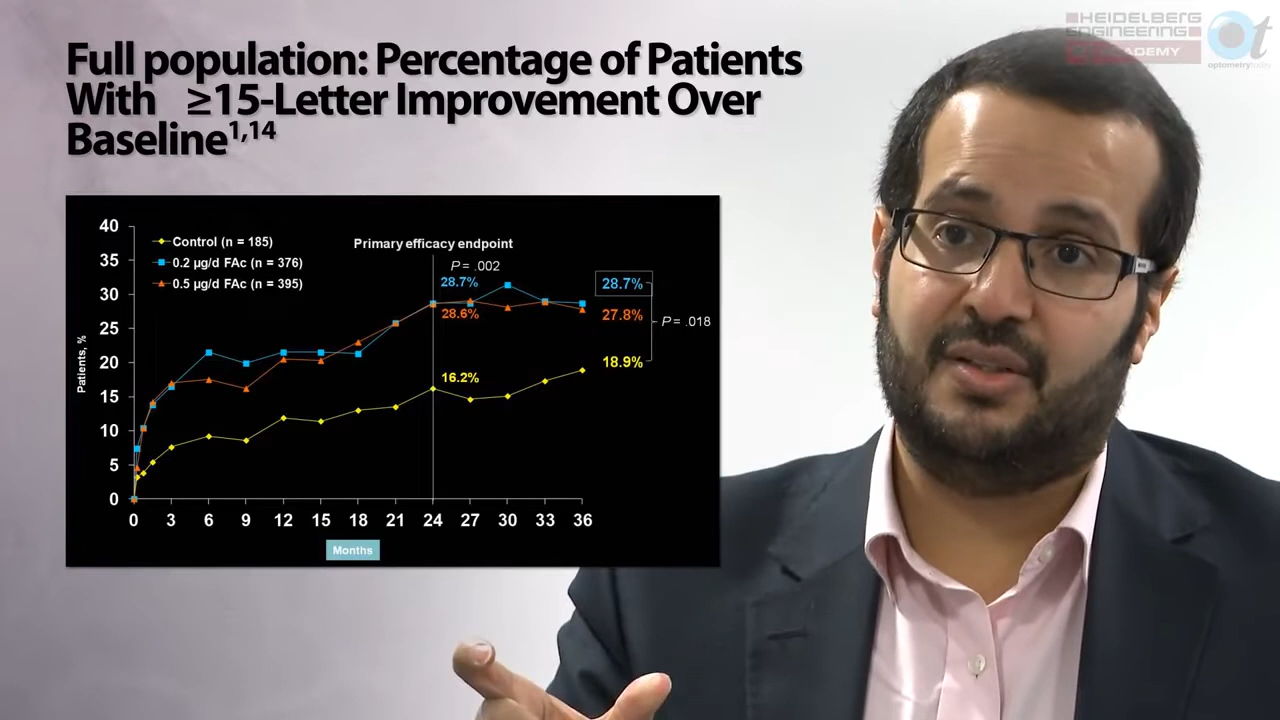 HEIDELBERG
ENGINEERING
ACADEMY
optometry today
Full population: Percentage of Patients
With ≥15-Letter Improvement Over
Baseline1,14
40
35
30
25
20
15
10
5
0
Patients, %
Control (n = 185)
0.2 µg/d FAc (n = 376)
0.5 µg/d FAc (n = 395)
Primary efficacy endpoint
P = .002
28.7%
28.6%
16.2%
28.7%
27.8%
P = .018
18.9%
0 3 6 9 12 15 18 21 24 27 30 33 36
Months